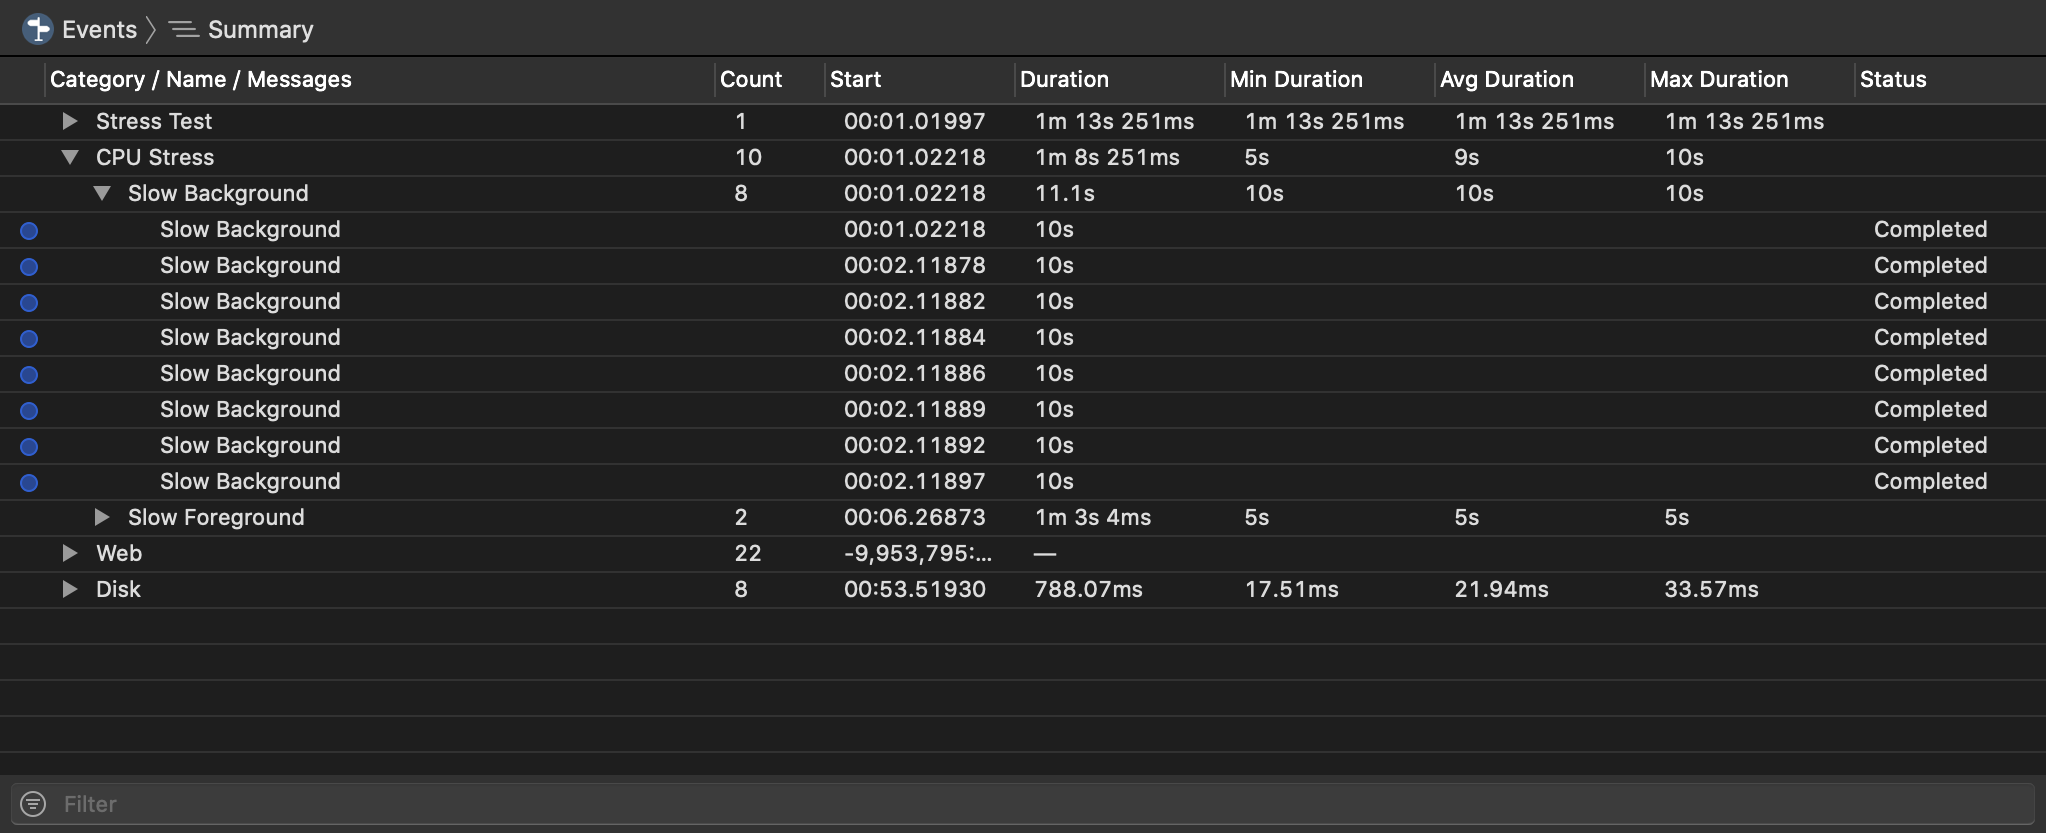 Events Summary
Category / Name / Messages Count Start Duration Min Duration Avg Duration Max Duration Status
Stress Test 1 00:01.01997 1m 13s 251ms 1m 13s 251ms 1m 13s 251ms 1m 13s 251ms
CPU Stress 10 00:01.02218 1m 8s 251ms 5s 9s 10s
Slow Background 8 00:01.02218 11.1s 10s 10s 10s
Slow Background 00:01.02218 10s Completed
Slow Background 00:02.11878 10s Completed
Slow Background 00:02.11882 10s Completed
Slow Background 00:02.11884 10s Completed
Slow Background 00:02.11886 10s Completed
Slow Background 00:02.11889 10s Completed
Slow Background 00:02.11892 10s Completed
Slow Background 00:02.11897 10s Completed
Slow Foreground 2 00:06.26873 1m 3s 4ms 5s 5s 5s
Web 22 -9,953,795:... —
Disk 8 00:53.51930 788.07ms 17.51ms 21.94ms 33.57ms
Filter